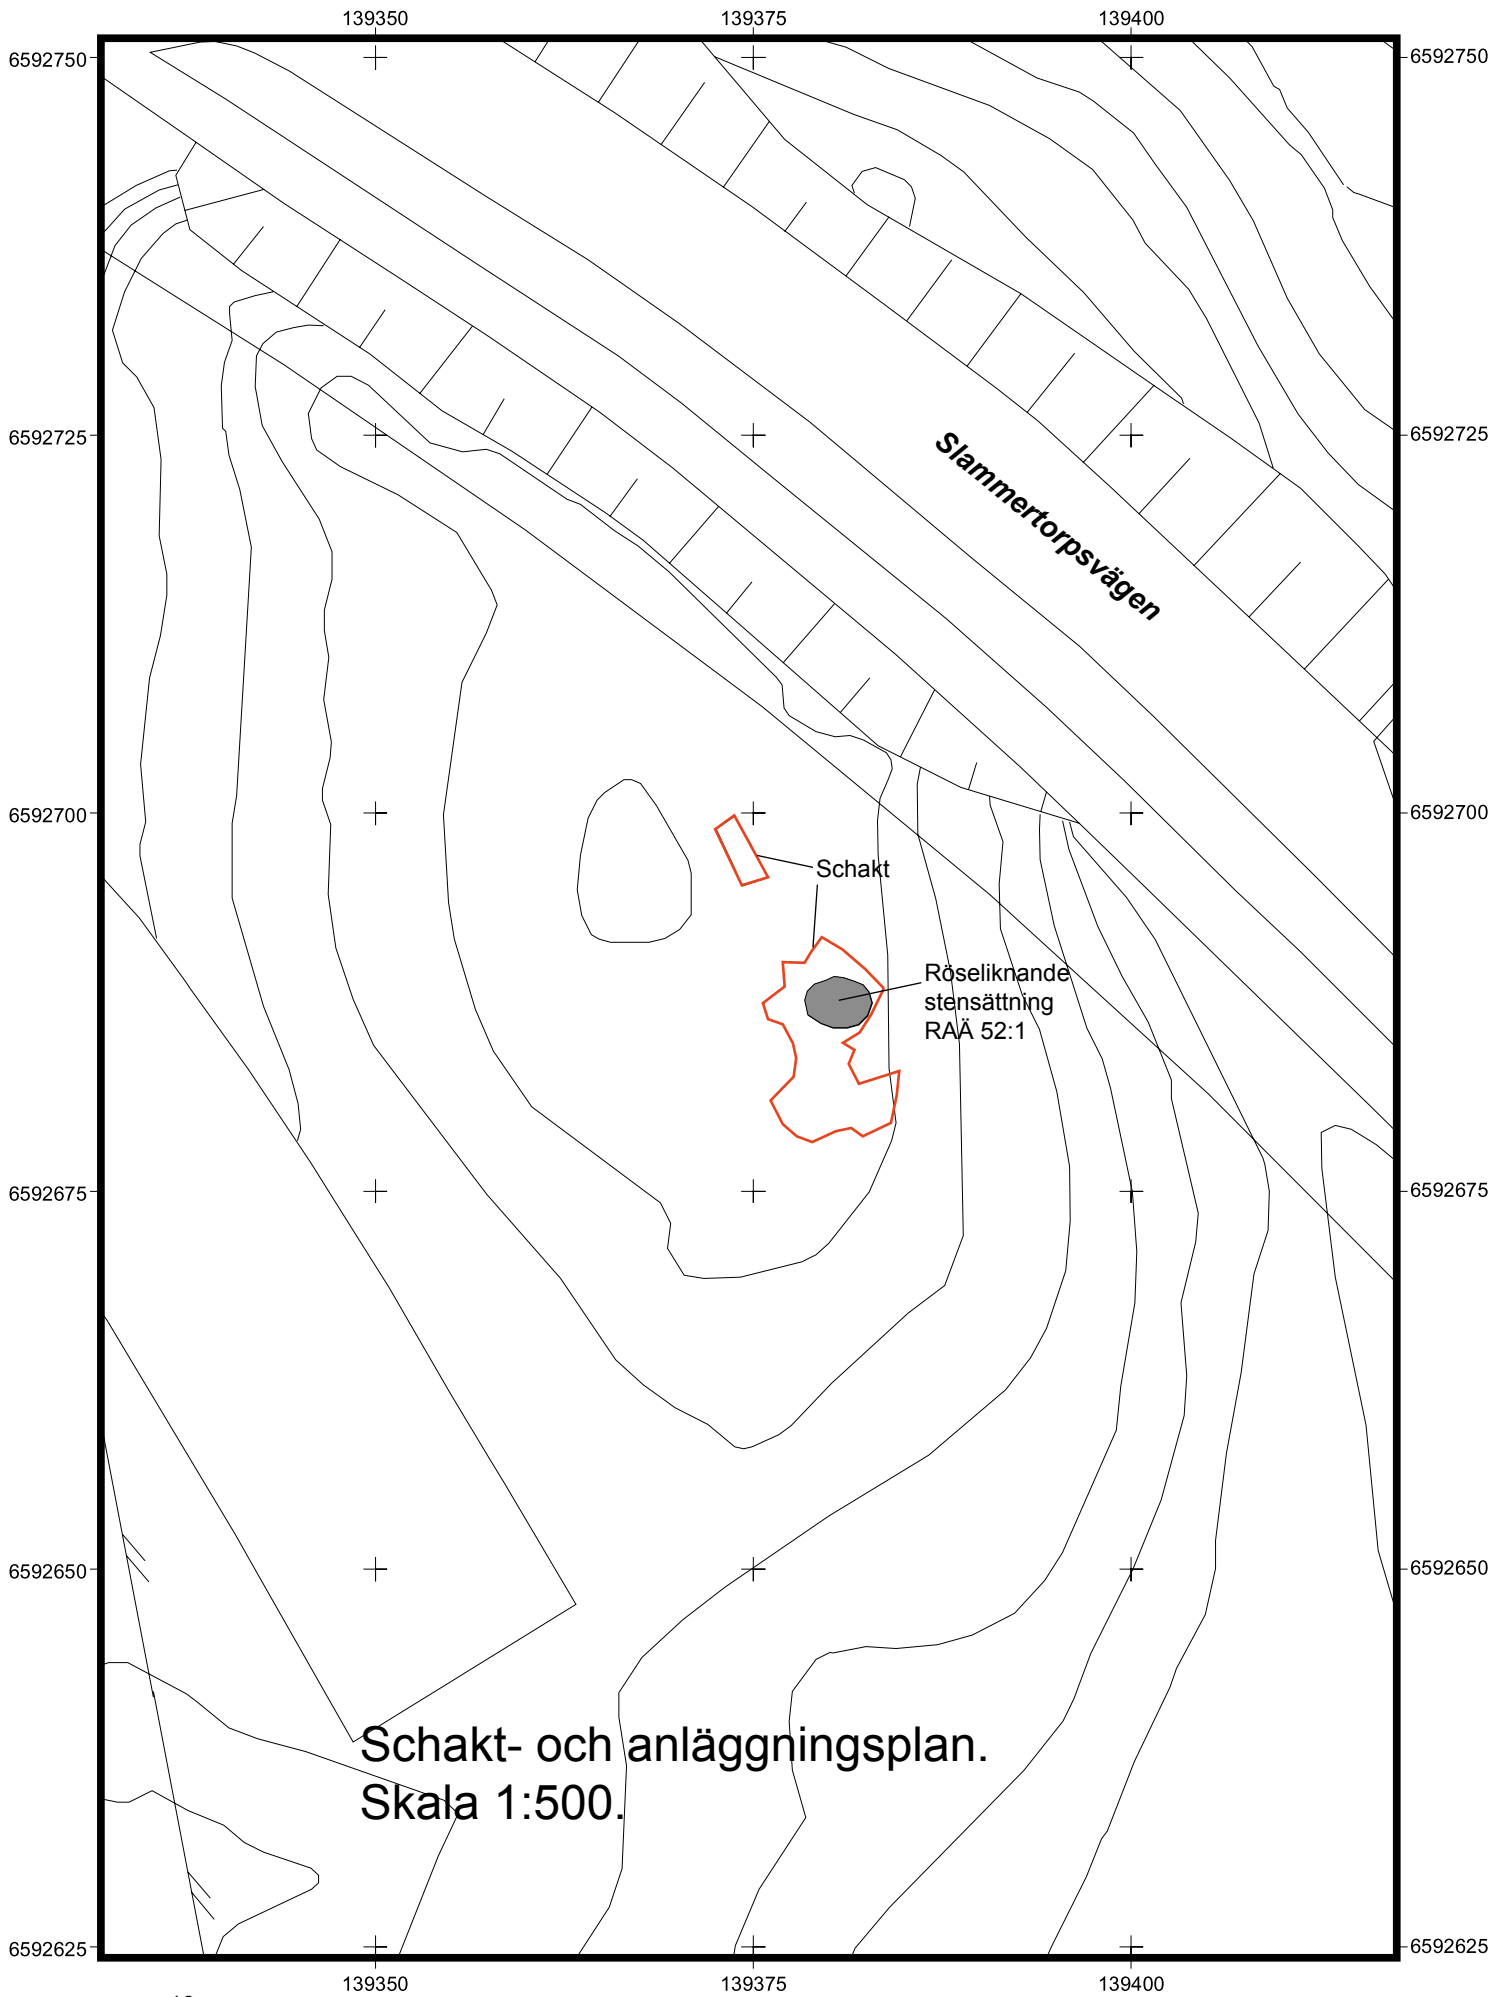 139350 139375 139400
6592750 6592750
6592725 6592725
Slammertorpsvägen
6592700 6592700
Schakt
Röseliknande
stensättning
RAÄ 52:1
6592675 6592675
6592650 6592650
Schakt- och anläggningsplan.
Skala 1:500.
6592625 6592625
139350 139375 139400